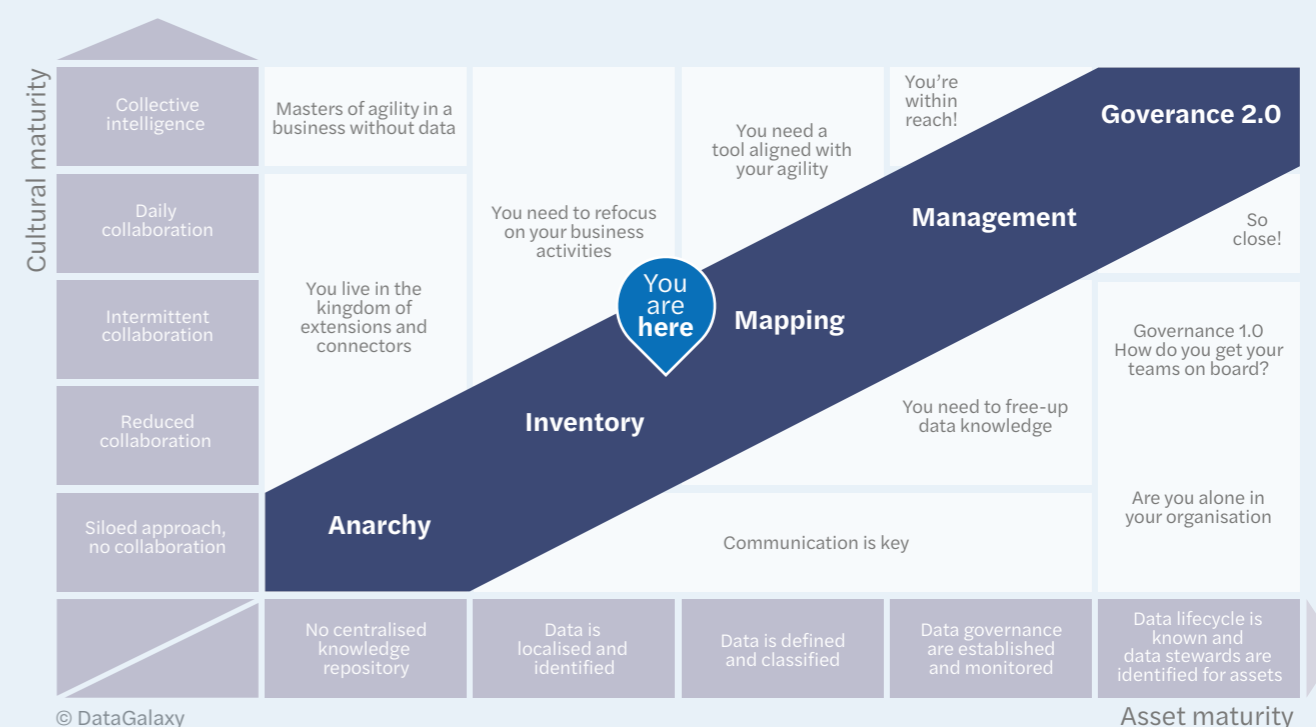 Cultural maturity
Collective
intelligence
Masters of agility in a
business without data
You need a
tool aligned with
your agility
You're
within
reach!
Goverance 2.0
Daily
collaboration
You need to refocus
on your business
activities
Management
So
close!
Intermittent
collaboration
You live in the
kingdom of
extensions and
connectors
You
are
here
Mapping
Governance 1.0
How do you get your
teams on board?
Reduced
collaboration
Inventory
You need to free-up
data knowledge
Siloed approach,
no collaboration
Anarchy
Communication is key
Are you alone in
your organisation
No centralised
knowledge
repository
Data is
localised and
identified
Data is defined
and classified
Data governance
are established
and monitored
Data lifecycle is
known and
data stewards are
identified for assets
© DataGalaxy
Asset maturity